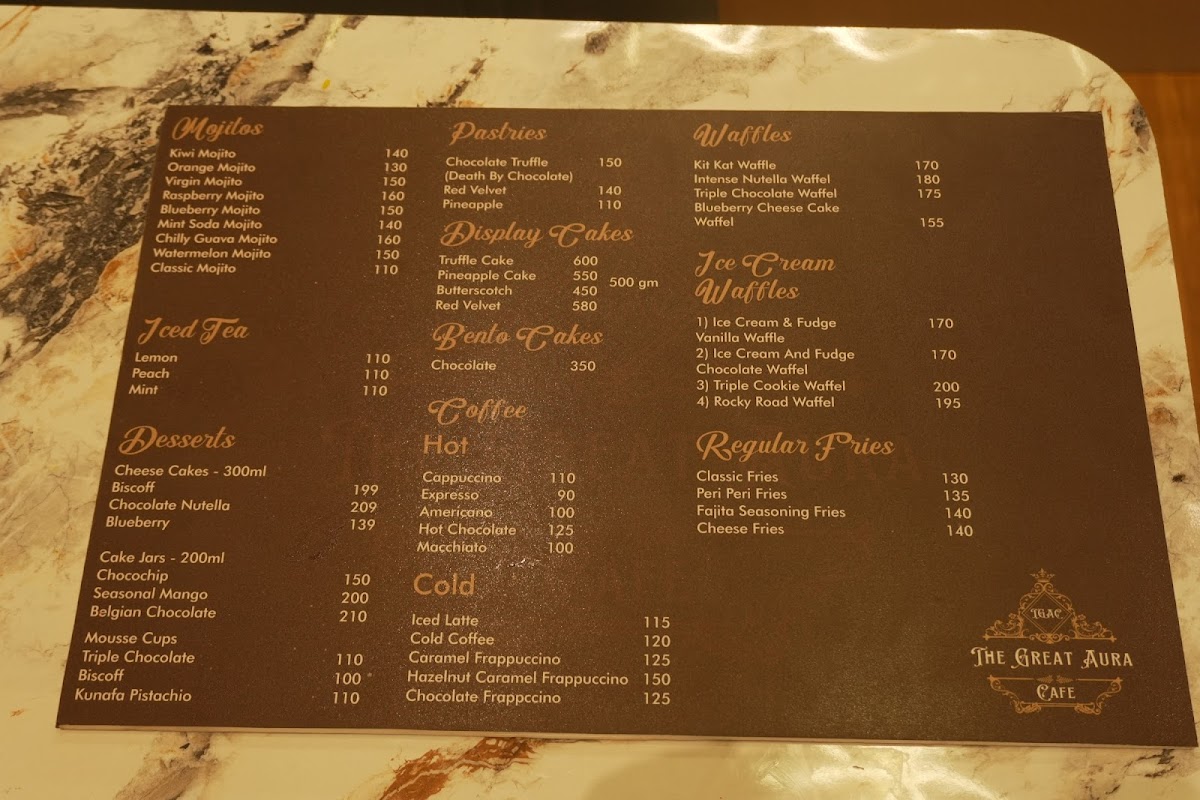 Mojitos
Kiwi Mojito 140
Orange Mojito 130
Virgin Mojito 150
Raspberry Mojito 160
Blueberry Mojito 150
Mint Soda Mojito 140
Chilly Guava Mojito 160
Watermelon Mojito 150
Classic Mojito 110
Iced Tea
Lemon 110
Peach 110
Mint 110
Desserts
Cheese Cakes - 300ml
Biscoff 199
Chocolate Nutella 209
Blueberry 139
Cake Jars - 200ml
Chocochip 150
Seasonal Mango 200
Belgian Chocolate 210
Mousse Cups
Triple Chocolate 110
Biscoff 100
Kunafa Pistachio 110
Pastries
Chocolate Truffle 150
(Death By Chocolate)
Red Velvet 140
Pineapple 110
Display Cakes
Truffle Cake 600
Pineapple Cake 550
500 gm
Butterscotch 450
Red Velvet 580
Bento Cakes
Chocolate 350
Coffee
Hot
Cappuccino 110
Expresso 90
Americano 100
Hot Chocolate 125
Macchiato 100
Cold
Iced Latte 115
Cold Coffee 120
Caramel Frappuccino 125
Hazelnut Caramel Frappuccino 150
Chocolate Frappccino 125
Waffles
Kit Kat Waffle 170
Intense Nutella Waffel 180
Triple Chocolate Waffel 175
Blueberry Cheese Cake
Waffel 155
Ice Cream
Waffles
1) Ice Cream & Fudge 170
Vanilla Waffle
2) Ice Cream And Fudge 170
Chocolate Waffel
3) Triple Cookie Waffel 200
4) Rocky Road Waffel 195
Regular Fries
Classic Fries 130
Peri Peri Fries 135
Fajita Seasoning Fries 140
Cheese Fries 140
TGAC
The Great Aura
Cafe